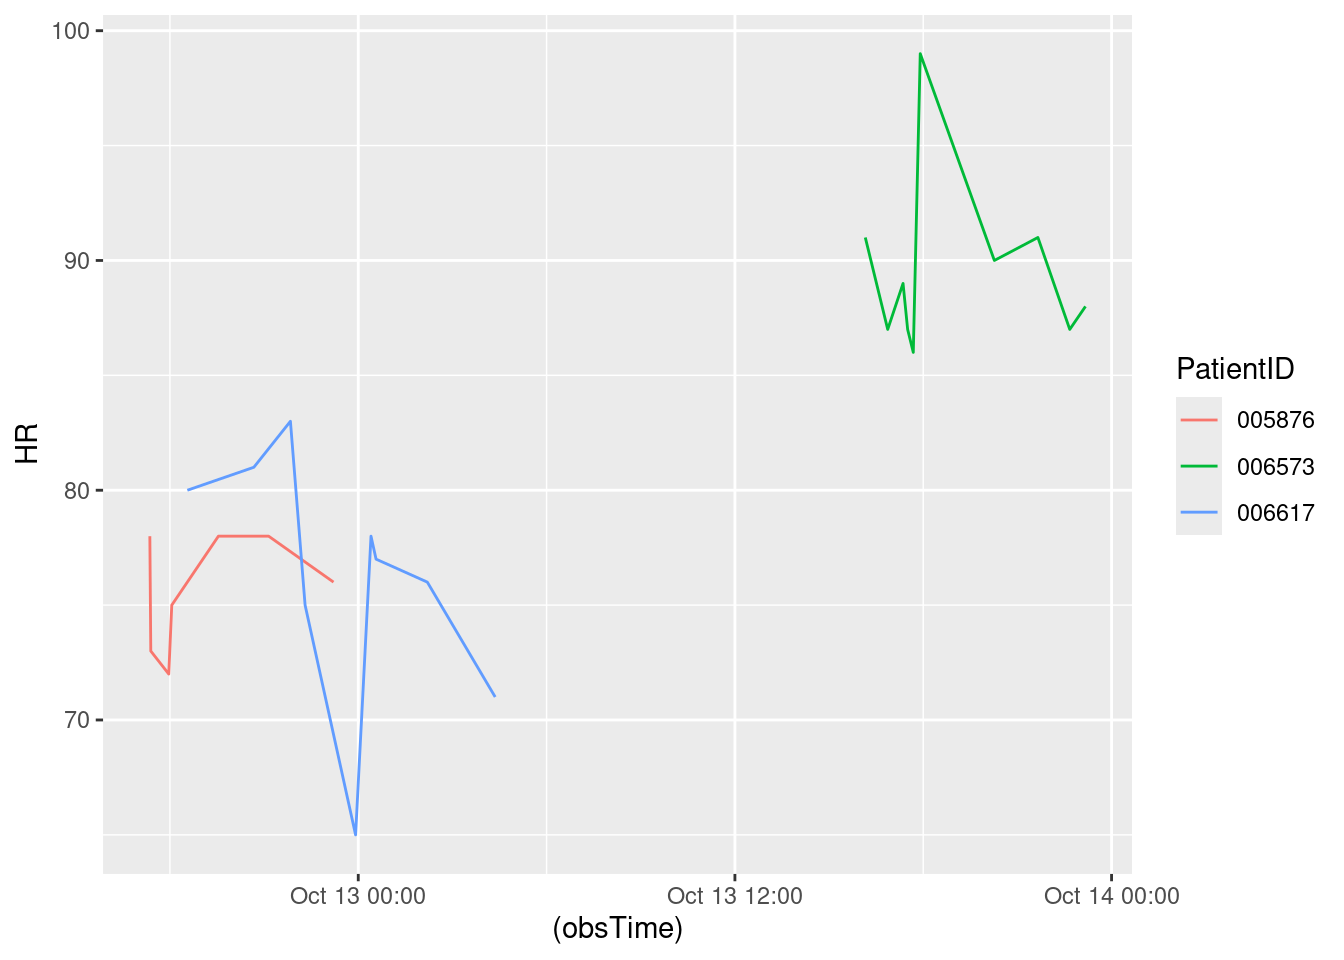 100
90
80
70
HR
Oct 13 00:00
Oct 13 12:00
Oct 14 00:00
(obsTime)
PatientID
005876
006573
006617